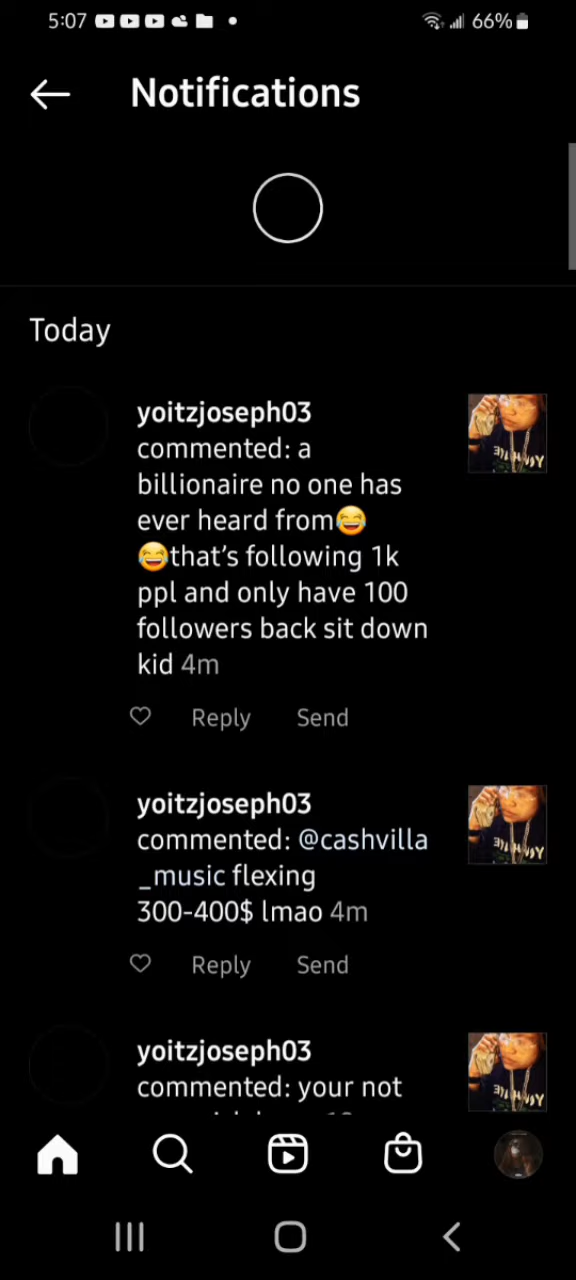 5:07
66%
Notifications
Today
yoitzjoseph03
commented: a
billionaire no one has
ever heard from😂
😂that's following 1k
ppl and only have 100
followers back sit down
kid 4m
Reply Send
yoitzjoseph03
commented: @cashvilla
_music flexing
300-400$ lmao 4m
Reply Send
yoitzjoseph03
commented: your not